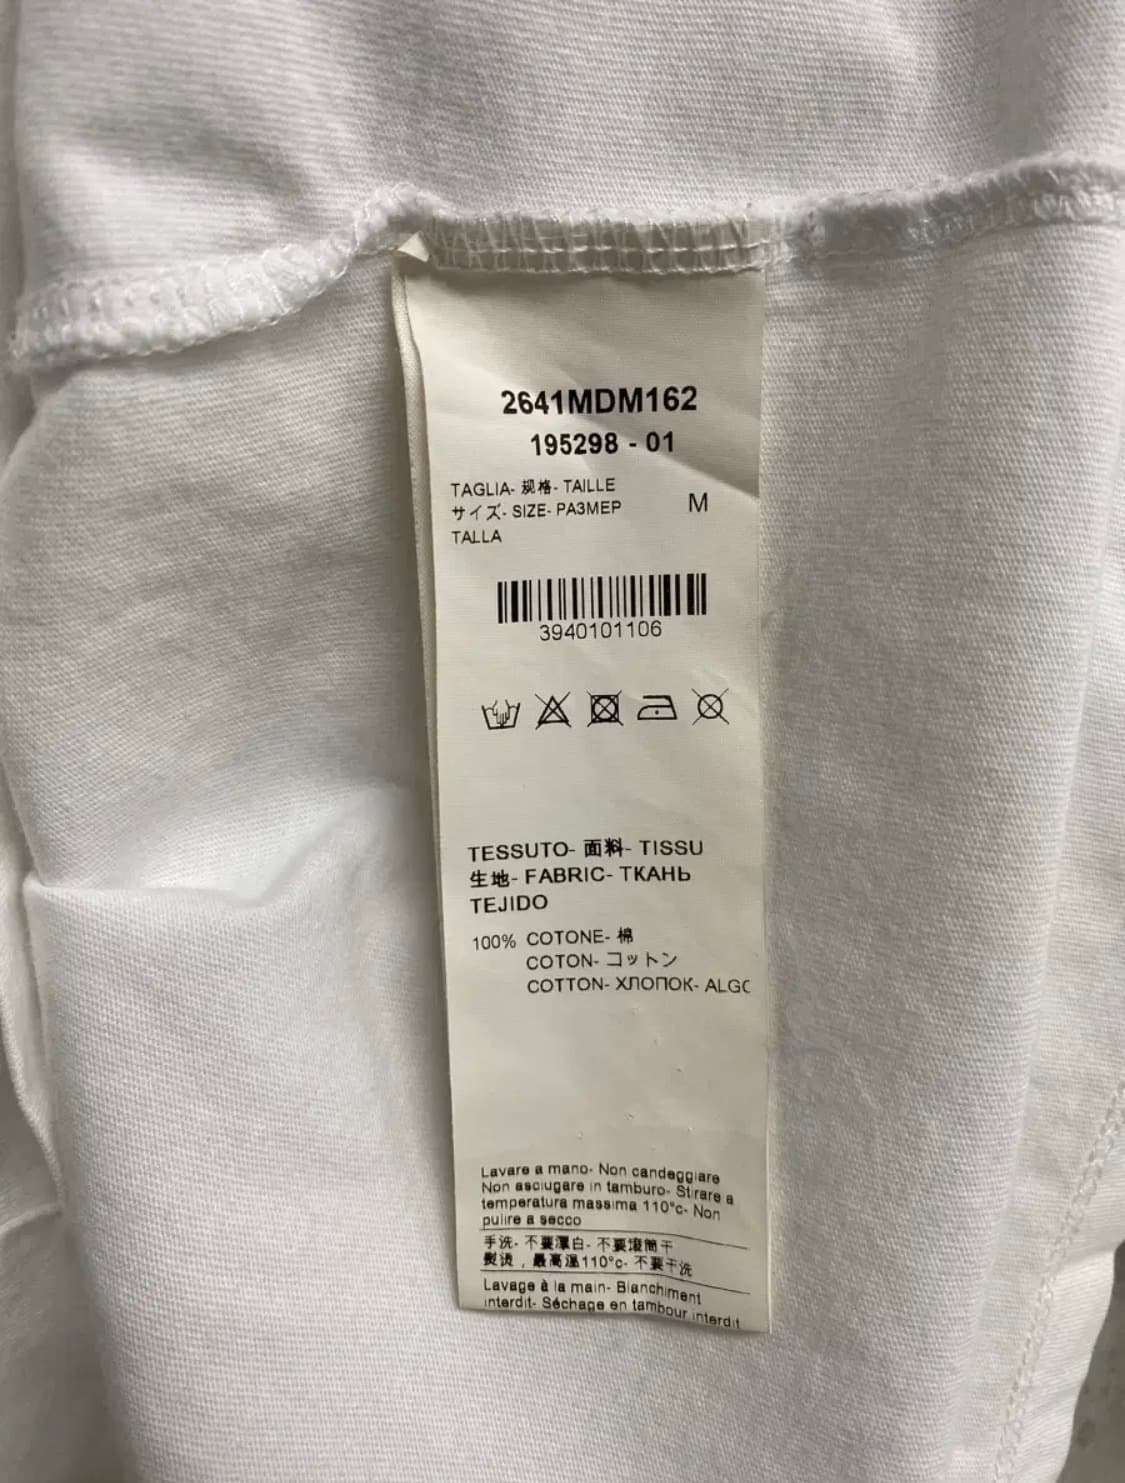 2641MDM162
195298 - 01
TAGLIA- 规格- TAILLE
サイズ- SIZE- РАЗМЕР
TALLA
M
3940101106
TESSUTO- 面料- TISSU
生地- FABRIC- ТКАНЬ
TEJIDO
100% COTONE- 棉
COTON- コットン
COTTON- ХЛОПОК- ALGO
Lavare a mano- Non candeggiare
Non asciugare in tamburo- Stirare a
temperatura massima 110°c- Non
pulire a secco
手洗- 不要漂白- 不要滚筒干
熨烫，最高温110°c- 不要干洗
Lavage à la main- Blanchiment
interdit- Séchage en tambour interdit